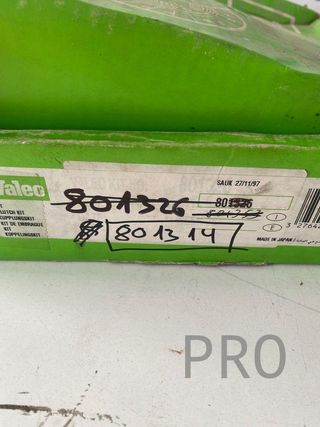 Valeo
CLUTCH KIT
KUPPLUNGSKIT
KIT DE EMBRAGUE
KIT
KOPPELINGSKIT
SAUK 27/11/97
801326
801326
MADE IN JAPAN
801314
PRO